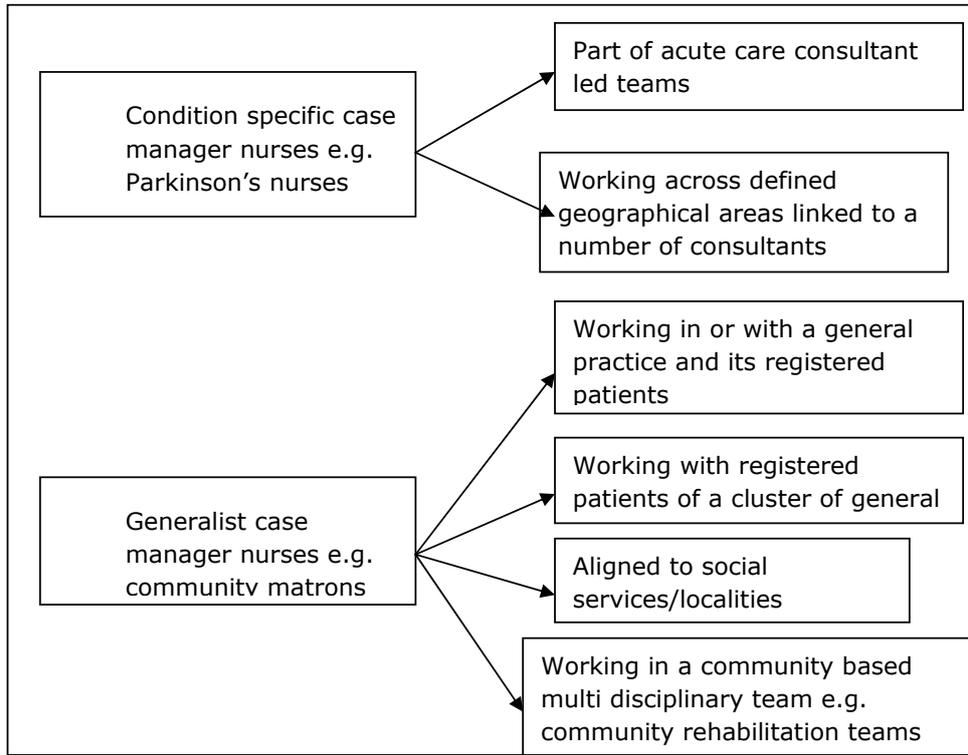 Condition specific case
manager nurses e.g.
Parkinson's nurses
Part of acute care consultant
led teams
Working across defined
geographical areas linked to a
number of consultants
Generalist case
manager nurses e.g.
community matrons
Working in or with a general
practice and its registered
patients
Working with registered
patients of a cluster of general
Aligned to social
services/localities
Working in a community based
multi disciplinary team e.g.
community rehabilitation teams